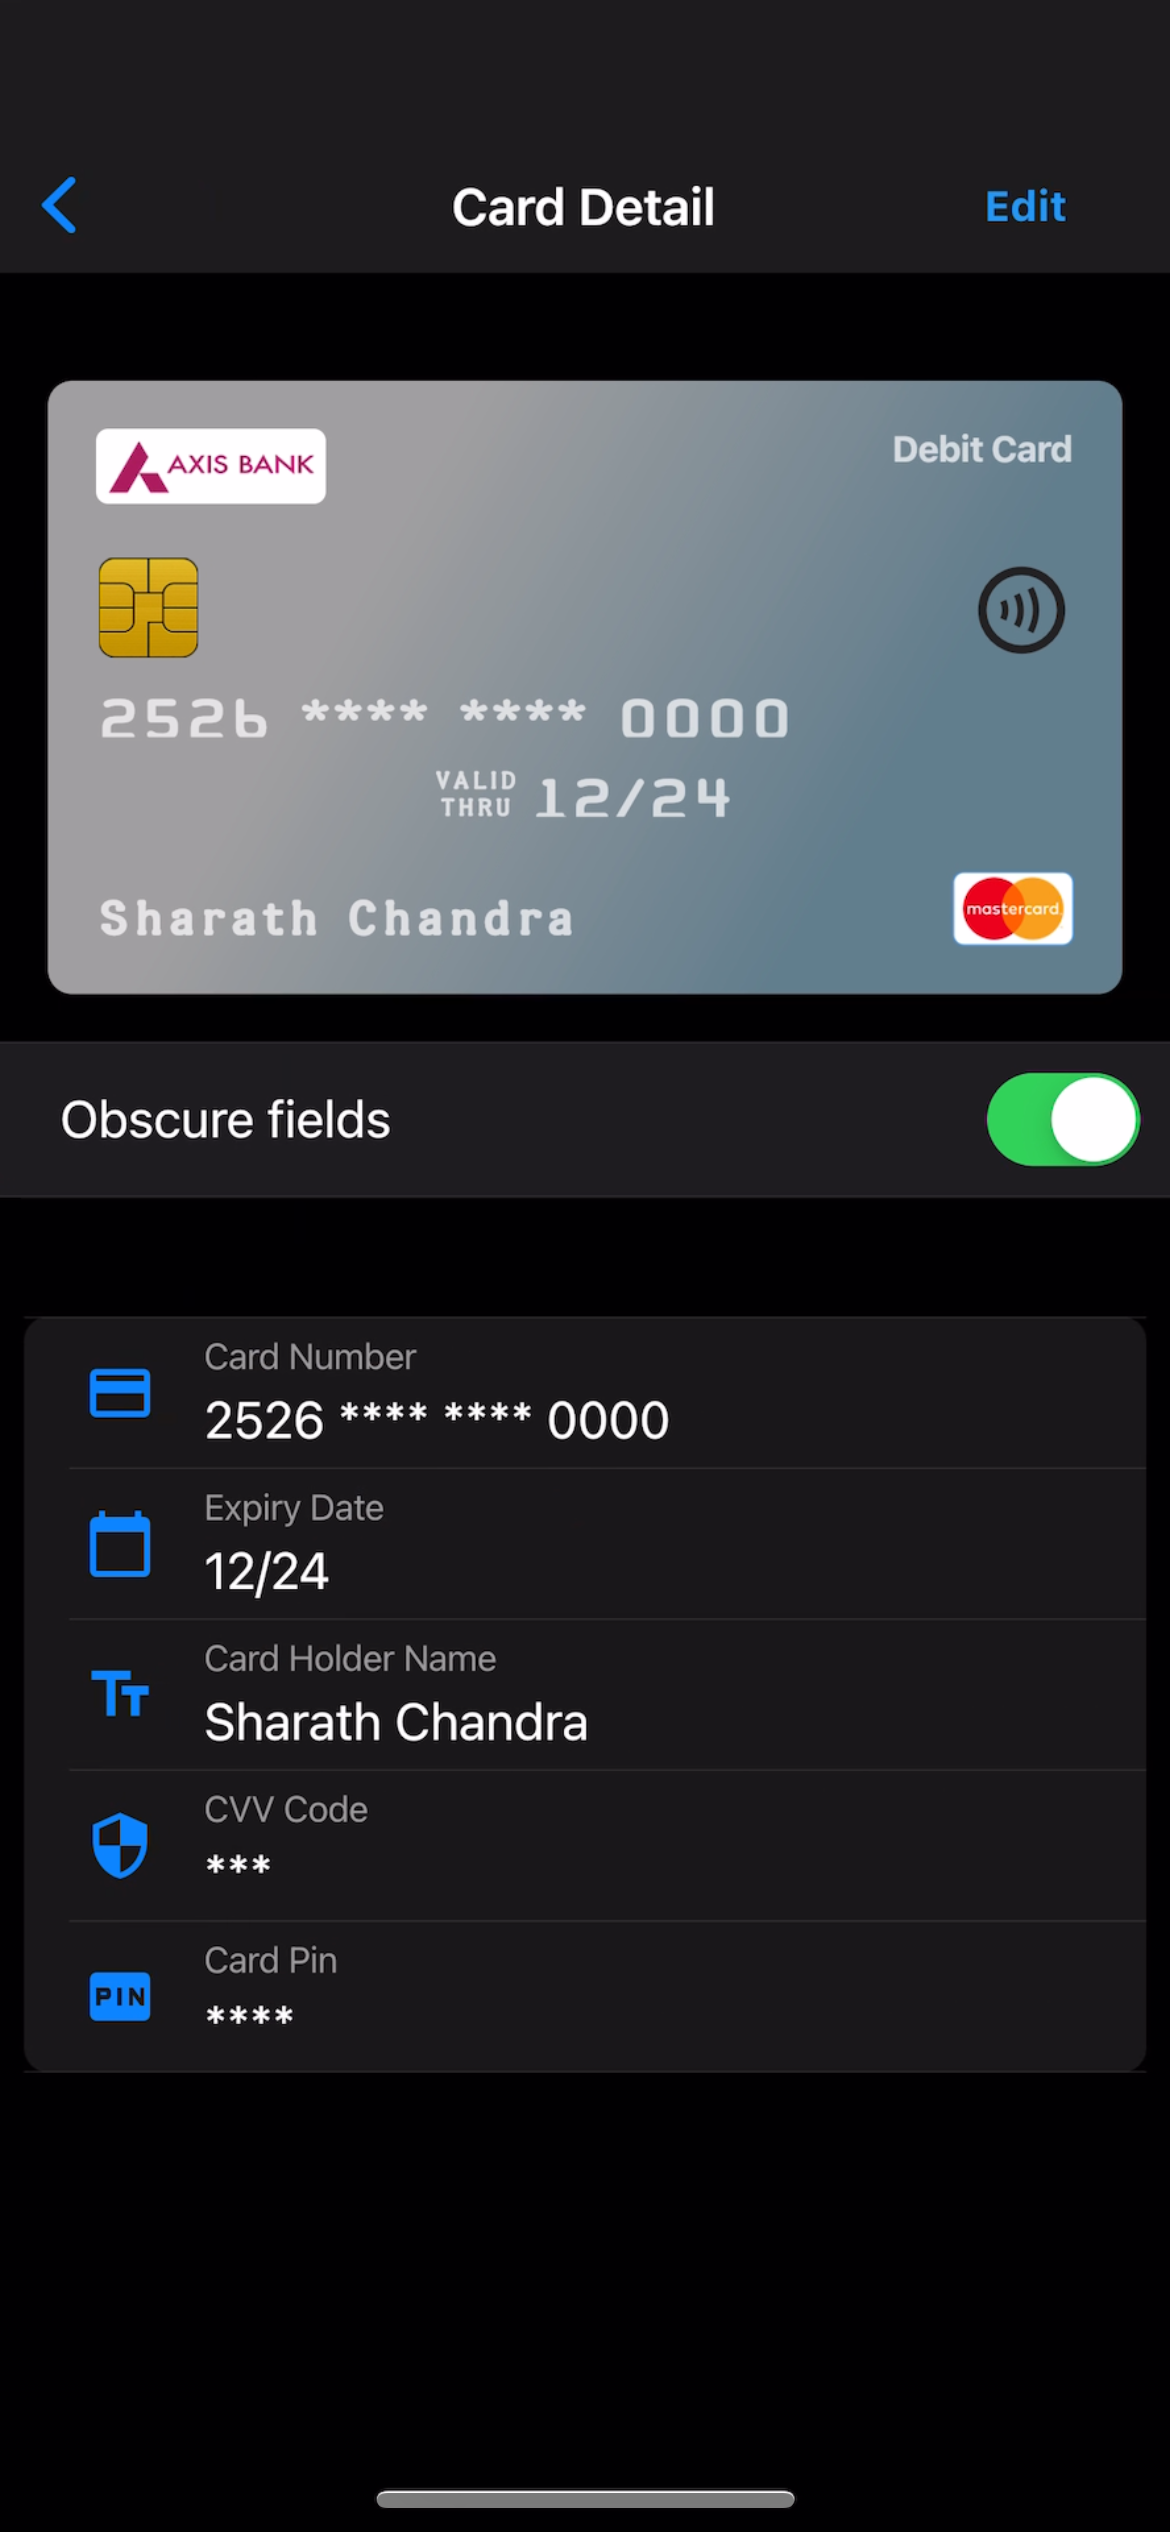 Card Detail
Edit
AXIS BANK
Debit Card
2526 **** **** 0000
VALID
THRU 12/24
Sharath Chandra
mastercard.
Obscure fields
Card Number
2526 **** **** 0000
Expiry Date
12/24
Card Holder Name
Sharath Chandra
CVV Code
***
Card Pin
PIN
****